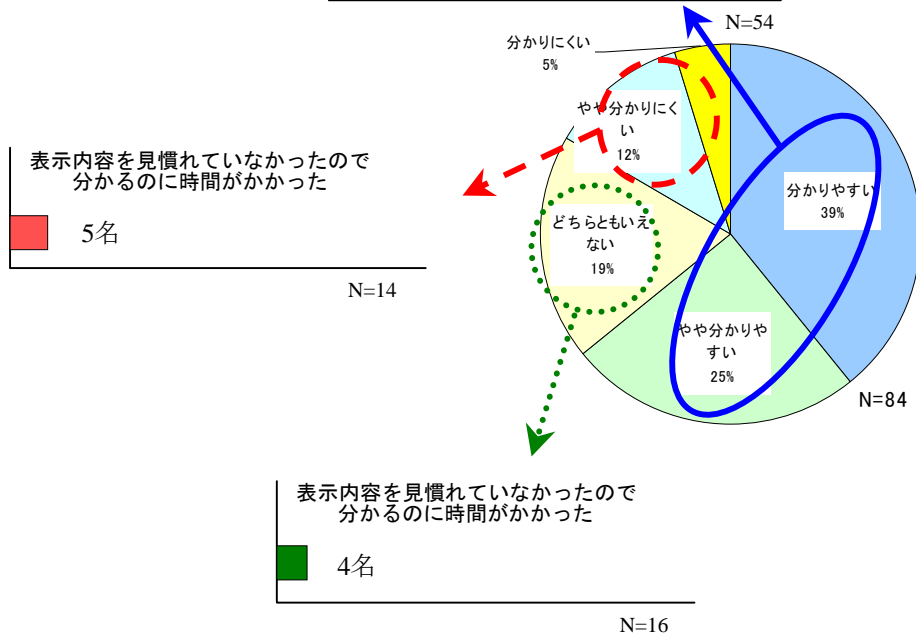 N=54
分かりにくい
5%
やや分かりにく
い
12%
分かりやすい
39%
表示内容を見慣れていなかったので
分かるのに時間がかかった
5名
N=14
どちらともいえ
ない
19%
やや分かりや
すい
25%
N=84
表示内容を見慣れていなかったので
分かるのに時間がかかった
4名
N=16